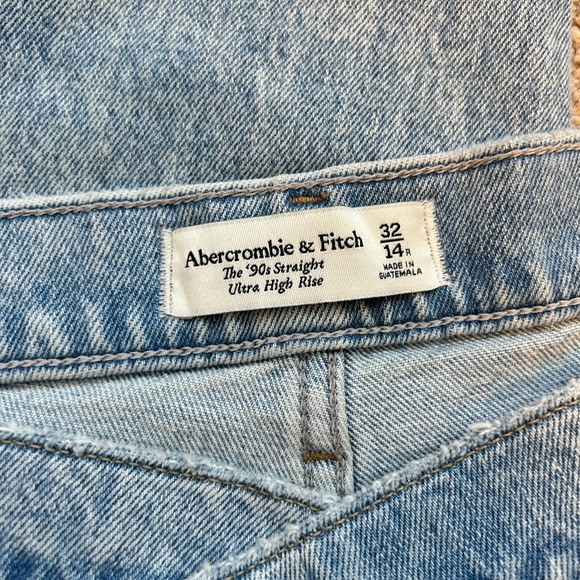 Abercrombie & Fitch
The '90s Straight
Ultra High Rise
32
14R
MADE IN
GUATEMALA